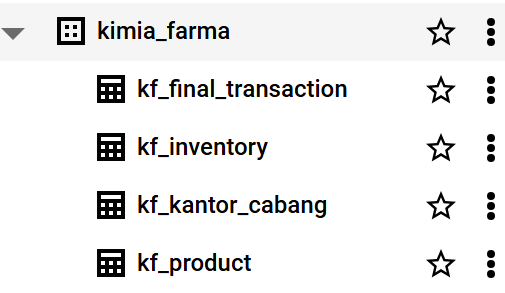 kimia_farma
kf_final_transaction
kf_inventory
kf_kantor_cabang
kf_product